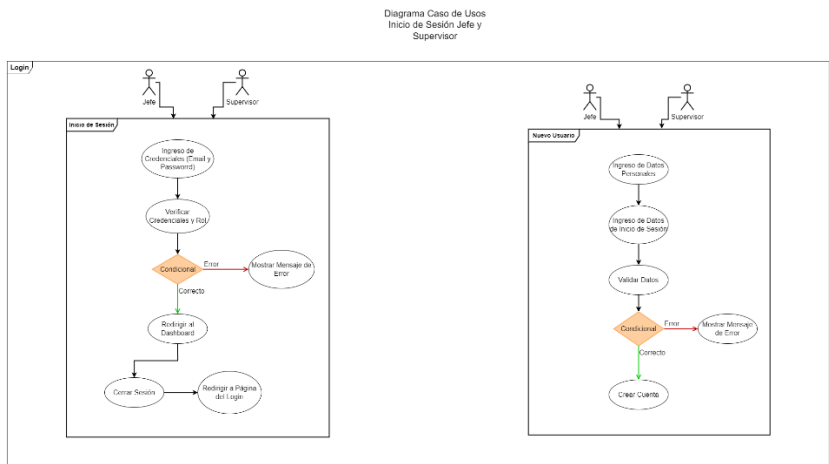 Diagrama Caso de Usos
Inicio de Sesión Jefe y
Supervisor
Login
Jefe
Supervisor
Inicio de Sesión
Ingreso de
Credenciales (Email y
Password)
Verificar
Credenciales y Rol
Condicional
Error
Mostrar Mensaje de
Error
Correcto
Redirigir al
Dashboard
Cerrar Sesión
Redirigir a Página
del Login
Jefe
Supervisor
Nuevo Usuario
Ingreso de Datos
Personales
Ingreso de Datos
de Inicio de Sesión
Validar Datos
Condicional
Error
Mostrar Mensaje
de Error
Correcto
Crear Cuenta